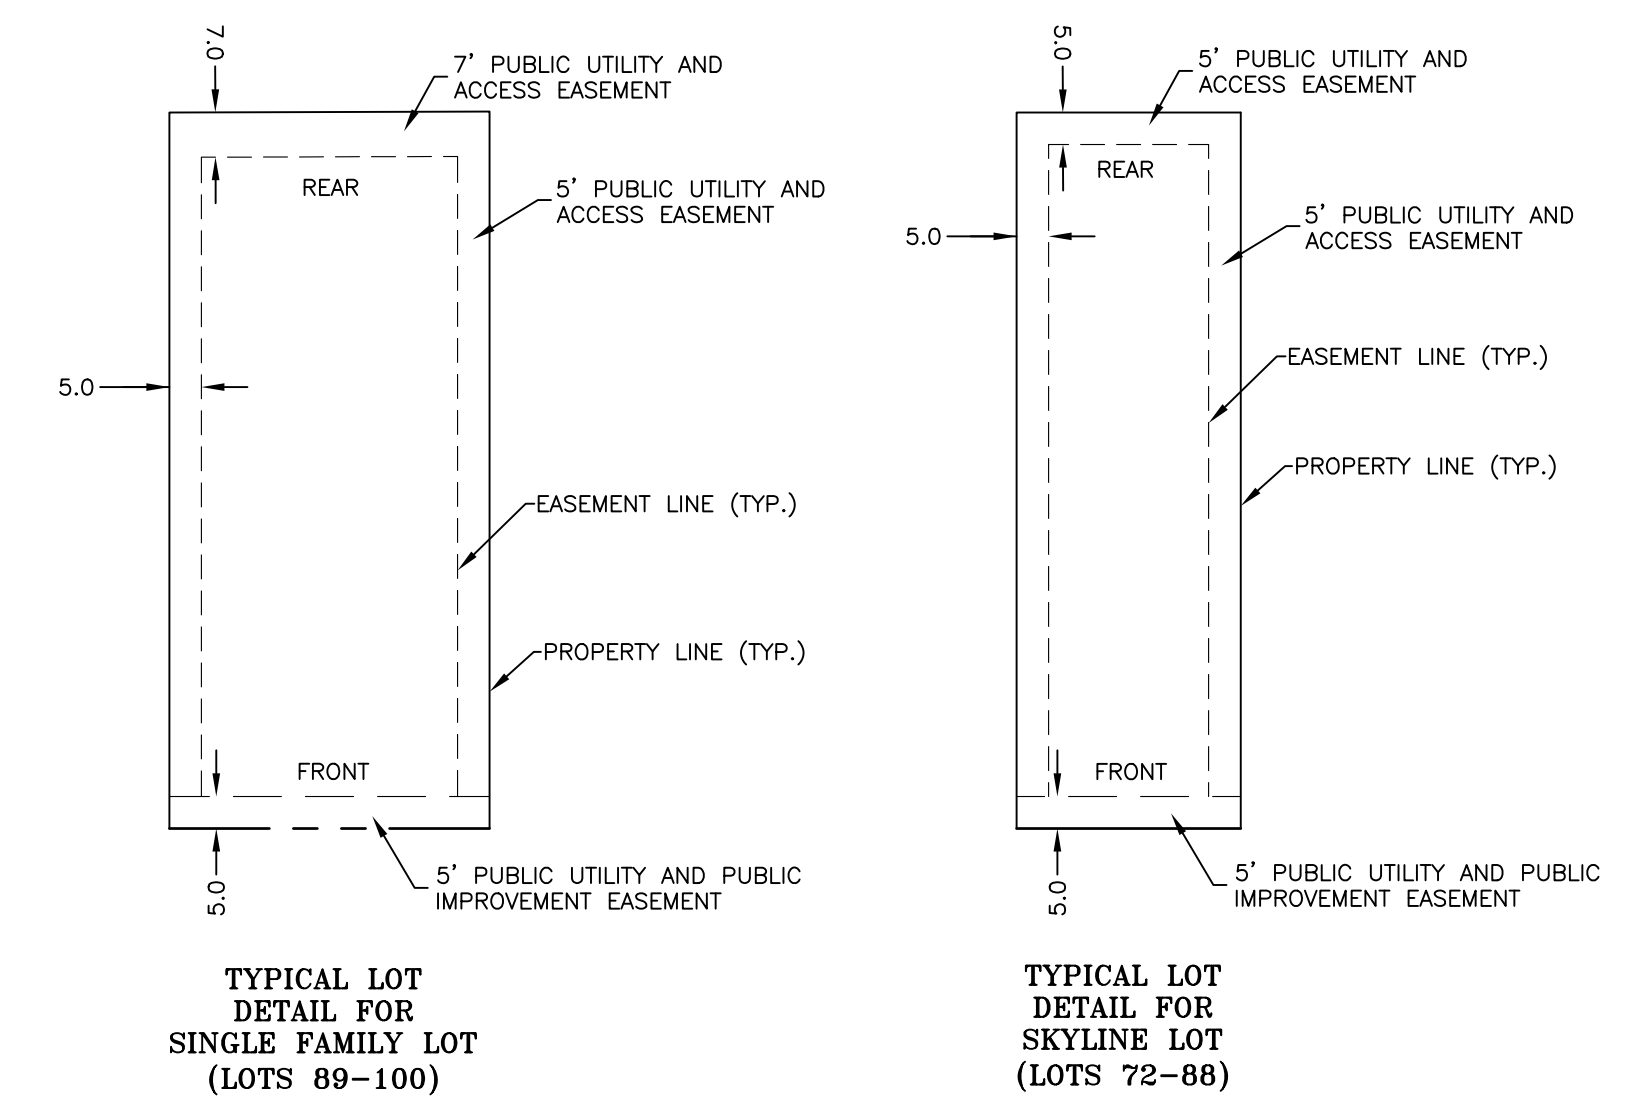 7.0
7' PUBLIC UTILITY AND
ACCESS EASEMENT
REAR
5' PUBLIC UTILITY AND
ACCESS EASEMENT
5.0
EASEMENT LINE (TYP.)
PROPERTY LINE (TYP.)
FRONT
5' PUBLIC UTILITY AND PUBLIC
IMPROVEMENT EASEMENT
5.0
TYPICAL LOT
DETAIL FOR
SINGLE FAMILY LOT
(LOTS 89-100)
5.0
5' PUBLIC UTILITY AND
ACCESS EASEMENT
REAR
5' PUBLIC UTILITY AND
ACCESS EASEMENT
5.0
EASEMENT LINE (TYP.)
PROPERTY LINE (TYP.)
FRONT
5' PUBLIC UTILITY AND PUBLIC
IMPROVEMENT EASEMENT
5.0
TYPICAL LOT
DETAIL FOR
SKYLINE LOT
(LOTS 72-88)